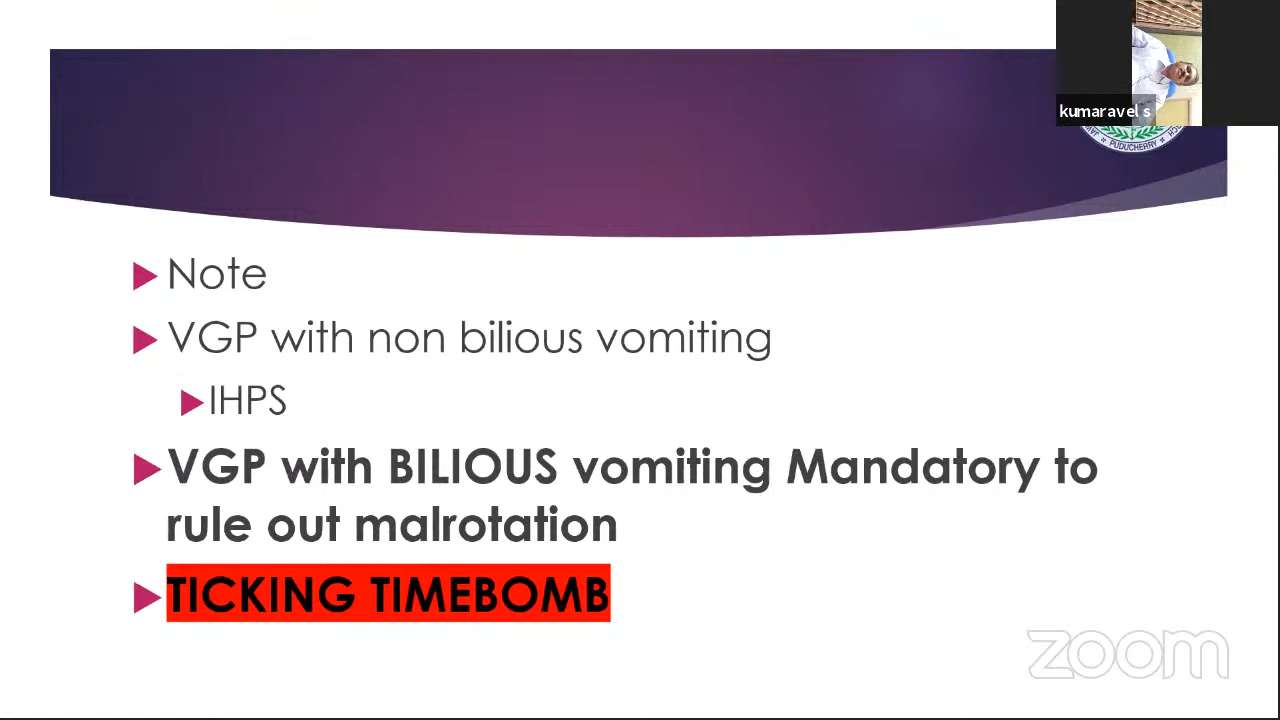 kumaravel s
PUDUCHERRY
Note
VGP with non bilious vomiting
IHPS
VGP with BILIOUS vomiting Mandatory to
rule out malrotation
TICKING TIMEBOMB
zoom